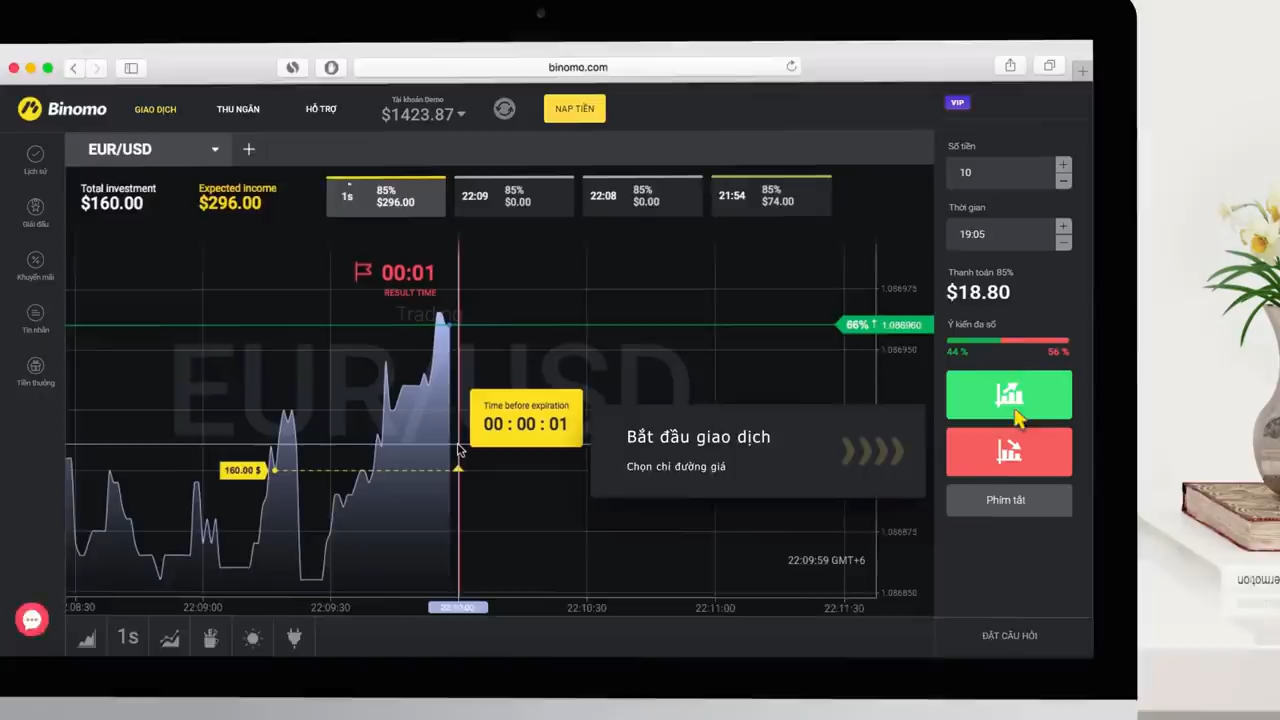 binomo.com
Binomo
GIAO DỊCH
THU NGÂN
HỖ TRỢ
Tài khoản Demo
$1423.87
NẠP TIỀN
VIP
EUR/USD
Total investment
$160.00
Expected income
$296.00
1s
85%
$296.00
22:09
85%
$0.00
22:08
85%
$0.00
21:54
85%
$74.00
Lịch sử
Giải đấu
Khuyến mãi
Tin nhắn
Tiền thưởng
Số tiền
10
Thời gian
19:05
Thanh toán 85%
$18.80
Ý kiến đa số
44 %
56 %
Phím tắt
ĐẶT CÂU HỎI
00:01
RESULT TIME
Trading
EUR/USD
66%
1.086960
1.086975
1.086950
1.086875
1.086850
Time before expiration
00 : 00 : 01
160.00 $
Bắt đầu giao dịch
Chọn chỉ đường giá
22:09:59 GMT+6
:08:30
22:09:00
22:09:30
22:10:00
22:10:30
22:11:00
22:11:30
1s